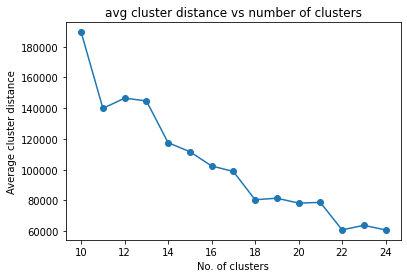 avg cluster distance vs number of clusters
Average cluster distance
180000
160000
140000
120000
100000
80000
60000
10 12 14 16 18 20 22 24
No. of clusters